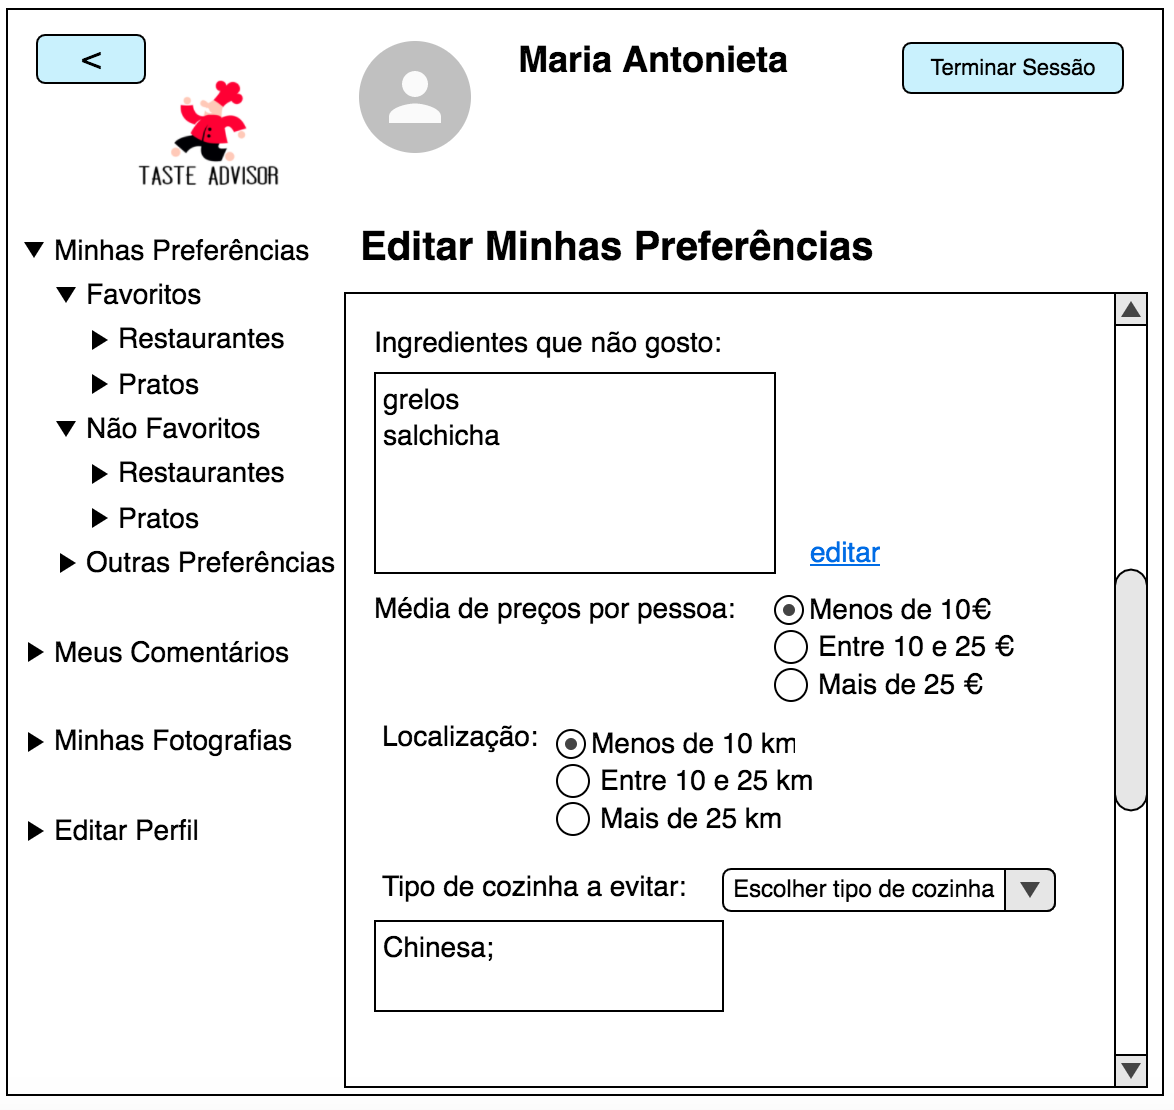 <
Maria Antonieta
Terminar Sessão
TASTE ADVISOR
Minhas Preferências
Favoritos
Restaurantes
Pratos
Não Favoritos
Restaurantes
Pratos
Outras Preferências
Meus Comentários
Minhas Fotografias
Editar Perfil
Editar Minhas Preferências
Ingredientes que não gosto:
grelos
salchicha
editar
Média de preços por pessoa:
Menos de 10€
Entre 10 e 25 €
Mais de 25 €
Localização:
Menos de 10 km
Entre 10 e 25 km
Mais de 25 km
Tipo de cozinha a evitar:
Escolher tipo de cozinha
Chinesa;